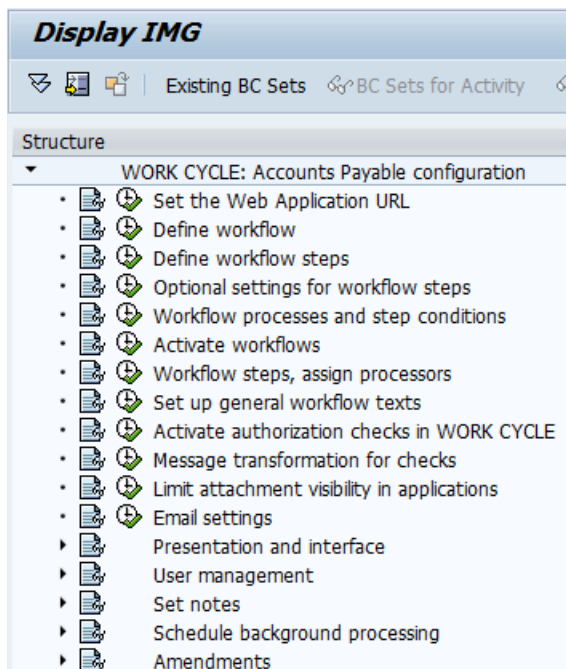 Display IMG
Existing BC Sets BC Sets for Activity
Structure
WORK CYCLE: Accounts Payable configuration
Set the Web Application URL
Define workflow
Define workflow steps
Optional settings for workflow steps
Workflow processes and step conditions
Activate workflows
Workflow steps, assign processors
Set up general workflow texts
Activate authorization checks in WORK CYCLE
Message transformation for checks
Limit attachment visibility in applications
Email settings
Presentation and interface
User management
Set notes
Schedule background processing
Amendments